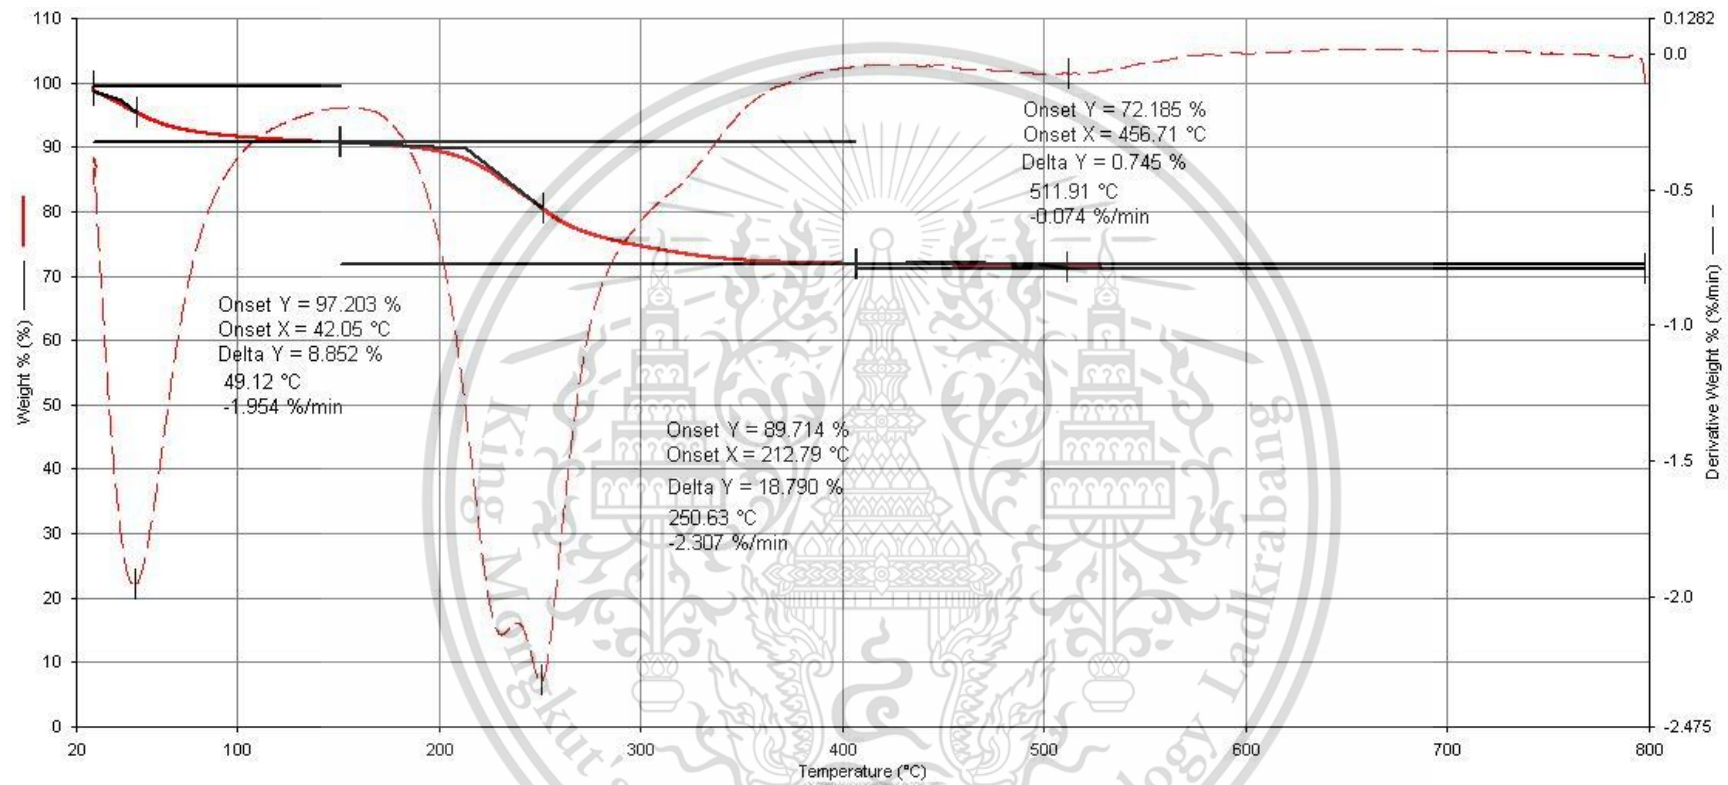 110
100
90
80
70
60
50
40
30
20
10
0
Weight % (%)
20
100
200
300
400
500
600
700
800
Temperature (°C)
0.1282
0.0
-0.5
-1.0
-1.5
-2.0
-2.475
Derivative Weight % (%/min)
Onset Y = 97.203 %
Onset X = 42.05 °C
Delta Y = 8.852 %
49.12 °C
-1.954 %/min
Onset Y = 89.714 %
Onset X = 212.79 °C
Delta Y = 18.790 %
250.63 °C
-2.307 %/min
Onset Y = 72.185 %
Onset X = 456.71 °C
Delta Y = 0.745 %
511.91 °C
-0.074 %/min
King Mongkut's
ology Ladkrabang